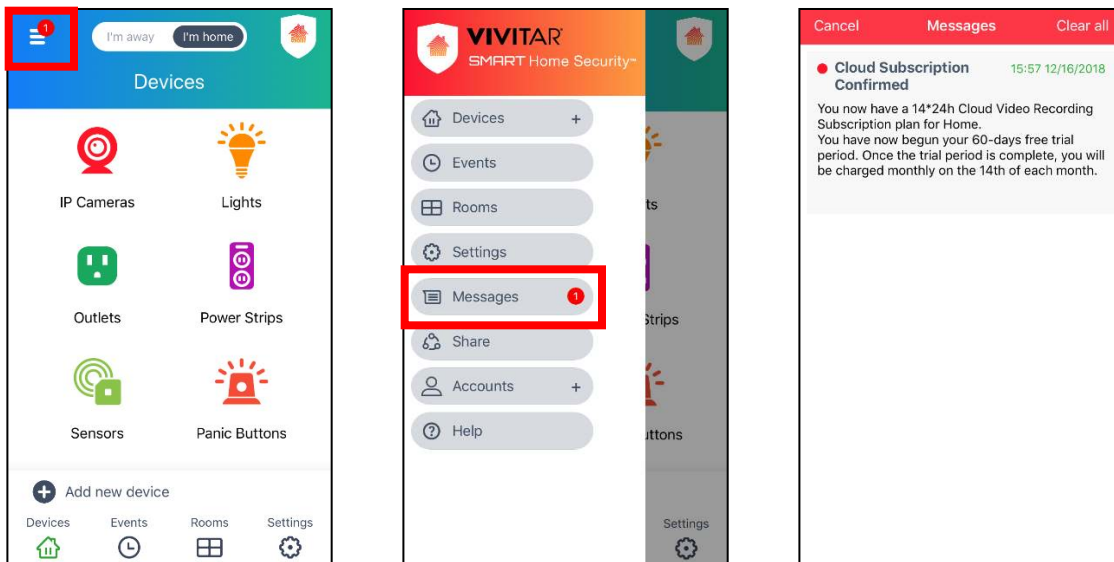 1
I'm away
I'm home
Devices
IP Cameras
Lights
Outlets
Power Strips
Sensors
Panic Buttons
Add new device
Devices
Events
Rooms
Settings
VIVITAR
SMART Home Security™
Devices +
Events
Rooms
Settings
Messages 1
Share
Accounts +
Help
ts
Strips
uttons
Settings
Cancel
Messages
Clear all
Cloud Subscription 15:57 12/16/2018
Confirmed
You now have a 14*24h Cloud Video Recording
Subscription plan for Home.
You have now begun your 60-days free trial
period. Once the trial period is complete, you will
be charged monthly on the 14th of each month.